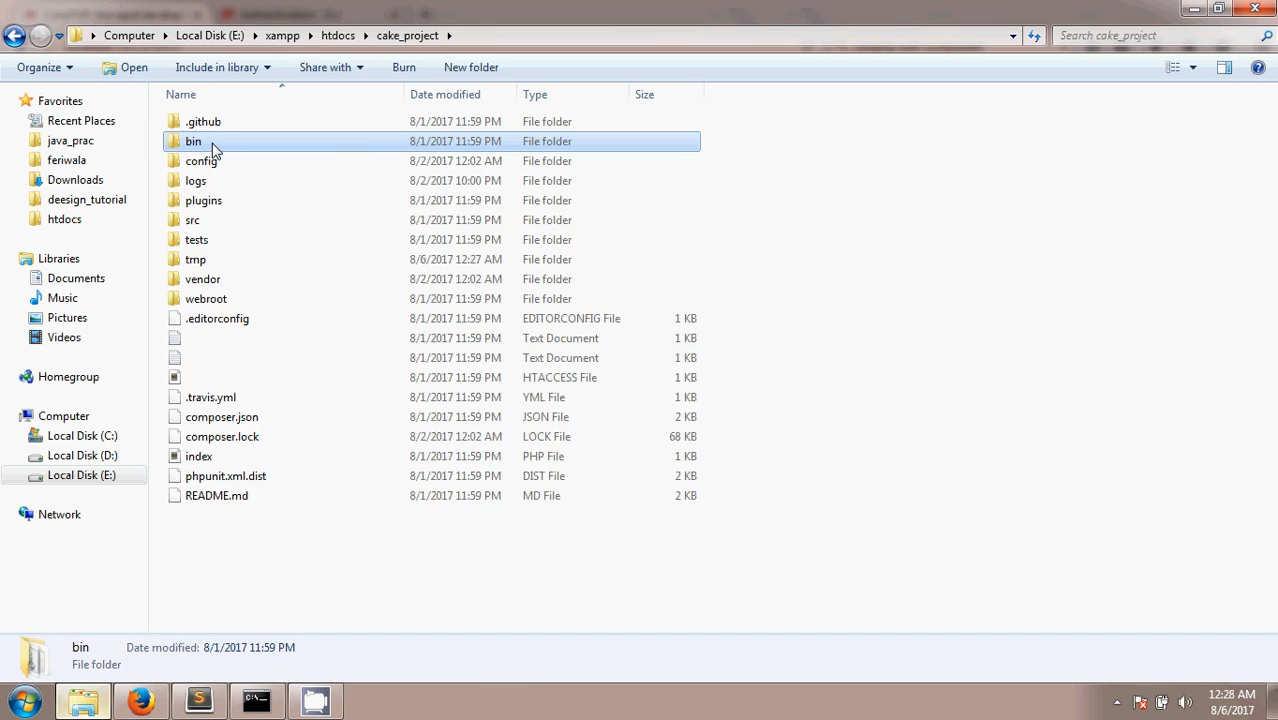 Computer Local Disk (E:) xampp htdocs cake_project
Search cake_project
Organize Open Include in library Share with Burn New folder
Name Date modified Type Size
Favorites
Recent Places
java_prac
feriwala
Downloads
deesign_tutorial
htdocs
Libraries
Documents
Music
Pictures
Videos
Homegroup
Computer
Local Disk (C:)
Local Disk (D:)
Local Disk (E:)
Network
.github 8/1/2017 11:59 PM File folder
bin 8/1/2017 11:59 PM File folder
config 8/2/2017 12:02 AM File folder
logs 8/2/2017 10:00 PM File folder
plugins 8/1/2017 11:59 PM File folder
src 8/1/2017 11:59 PM File folder
tests 8/1/2017 11:59 PM File folder
tmp 8/6/2017 12:27 AM File folder
vendor 8/2/2017 12:02 AM File folder
webroot 8/1/2017 11:59 PM File folder
.editorconfig 8/1/2017 11:59 PM EDITORCONFIG File 1 KB
8/1/2017 11:59 PM Text Document 1 KB
8/1/2017 11:59 PM Text Document 1 KB
8/1/2017 11:59 PM HTACCESS File 1 KB
.travis.yml 8/1/2017 11:59 PM YML File 1 KB
composer.json 8/1/2017 11:59 PM JSON File 2 KB
composer.lock 8/2/2017 12:02 AM LOCK File 68 KB
index 8/1/2017 11:59 PM PHP File 1 KB
phpunit.xml.dist 8/1/2017 11:59 PM DIST File 2 KB
README.md 8/1/2017 11:59 PM MD File 2 KB
bin Date modified: 8/1/2017 11:59 PM
File folder
12:28 AM
8/6/2017